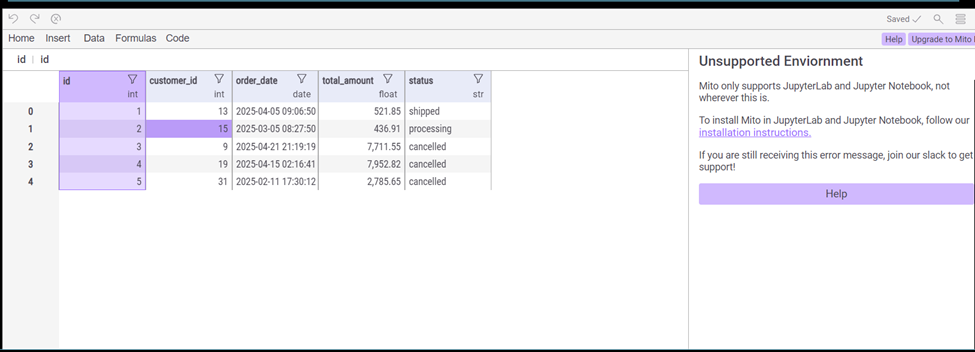 Saved
Home Insert Data Formulas Code
Help Upgrade to Mito
id | id
Unsupported Enviornment
Mito only supports JupyterLab and Jupyter Notebook, not
wherever this is.
To install Mito in JupyterLab and Jupyter Notebook, follow our
installation instructions.
If you are still receiving this error message, join our slack to get
support!
Help
id customer_id order_date total_amount status
int int date float str
0 1 13 2025-04-05 09:06:50 521.85 shipped
1 2 15 2025-03-05 08:27:50 436.91 processing
2 3 9 2025-04-21 21:19:19 7,711.55 cancelled
3 4 19 2025-04-15 02:16:41 7,952.82 cancelled
4 5 31 2025-02-11 17:30:12 2,785.65 cancelled